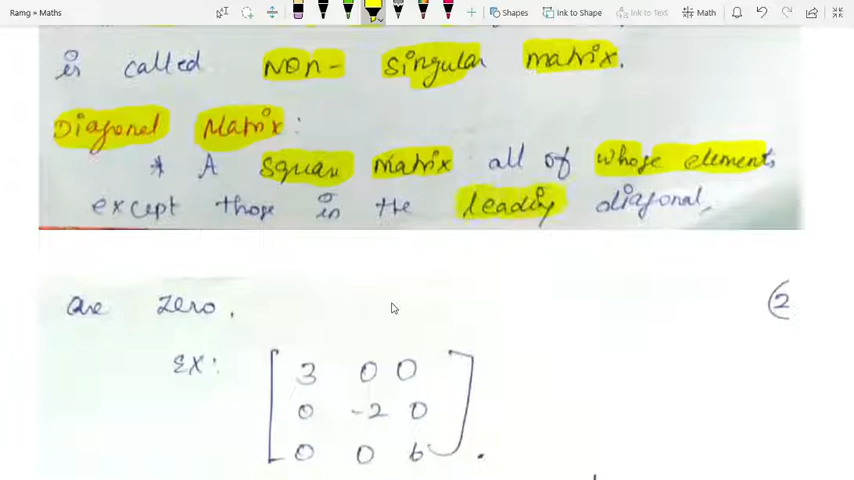 Ramg » Maths
Shapes Ink to Shape Ink to Text Math
is called Non- singular matrix.
Diagonal Matrix:
* A Square matrix all of whose elements
except those in the leading diagonal,
are zero. (2
EX:
3 0 0
0 -2 0
0 0 6 .